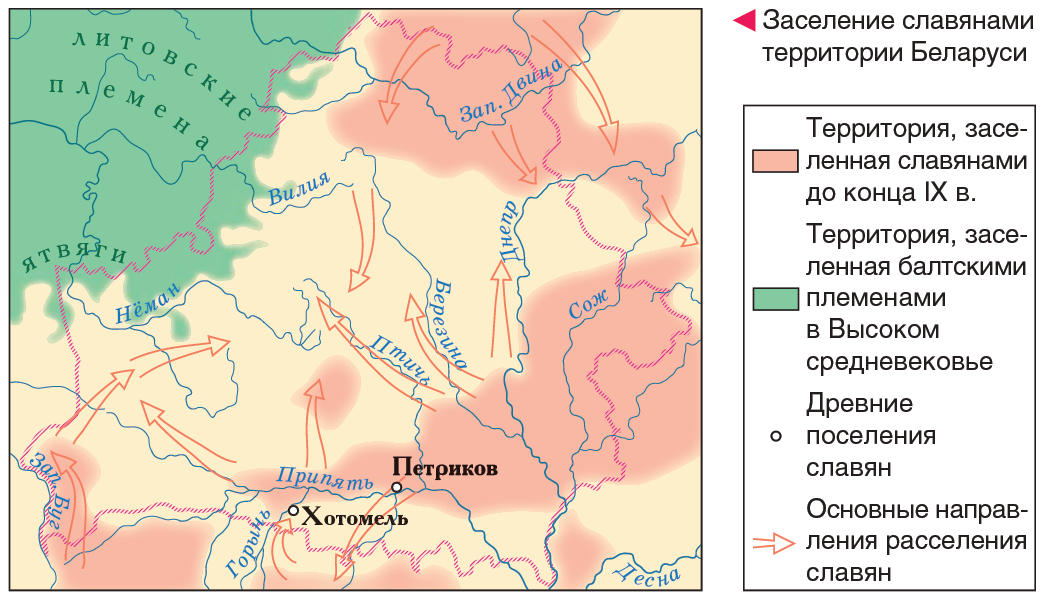 ЛИТОВСКИЕ
ПЛЕМЕНА
ЯТВЯГИ
Зап. Двина
Вилия
Днепр
Нёман
Березина
Сож
Птичь
Зап. Буг
Припять
Петриков
Хотомель
Горынь
Десна
Заселение славянами
территории Беларуси
Территория, засе-
ленная славянами
до конца IX в.
Территория, засе-
ленная балтскими
племенами
в Высоком
средневековье
Древние
поселения
славян
Основные направ-
ления расселения
славян